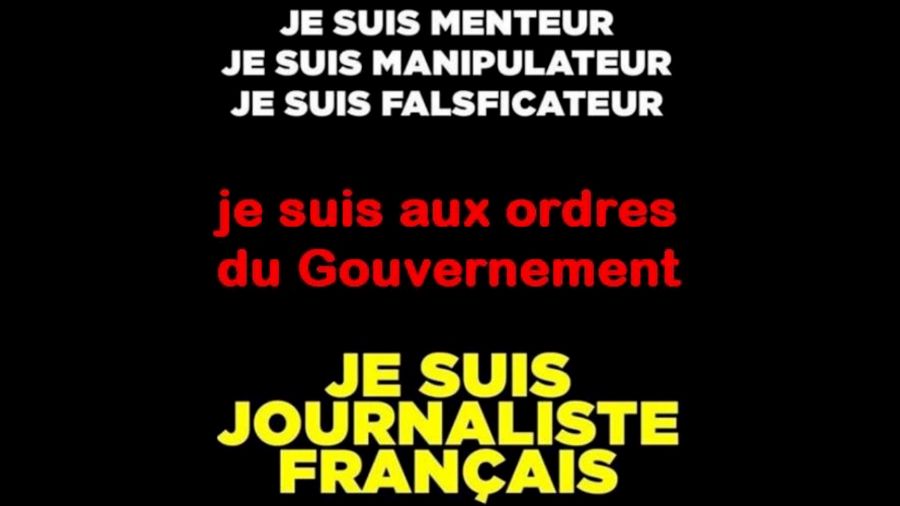 JE SUIS MENTEUR
JE SUIS MANIPULATEUR
JE SUIS FALSFICATEUR
je suis aux ordres
du Gouvernement
JE SUIS
JOURNALISTE
FRANÇAIS